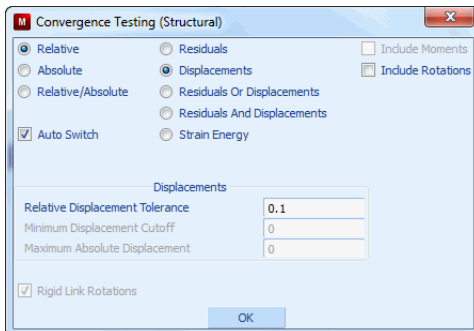 M Convergence Testing (Structural) X
Relative Residuals Include Moments
Absolute Displacements Include Rotations
Relative/Absolute Residuals Or Displacements
Residuals And Displacements
Auto Switch Strain Energy
Displacements
Relative Displacement Tolerance 0.1
Minimum Displacement Cutoff 0
Maximum Absolute Displacement 0
Rigid Link Rotations
OK